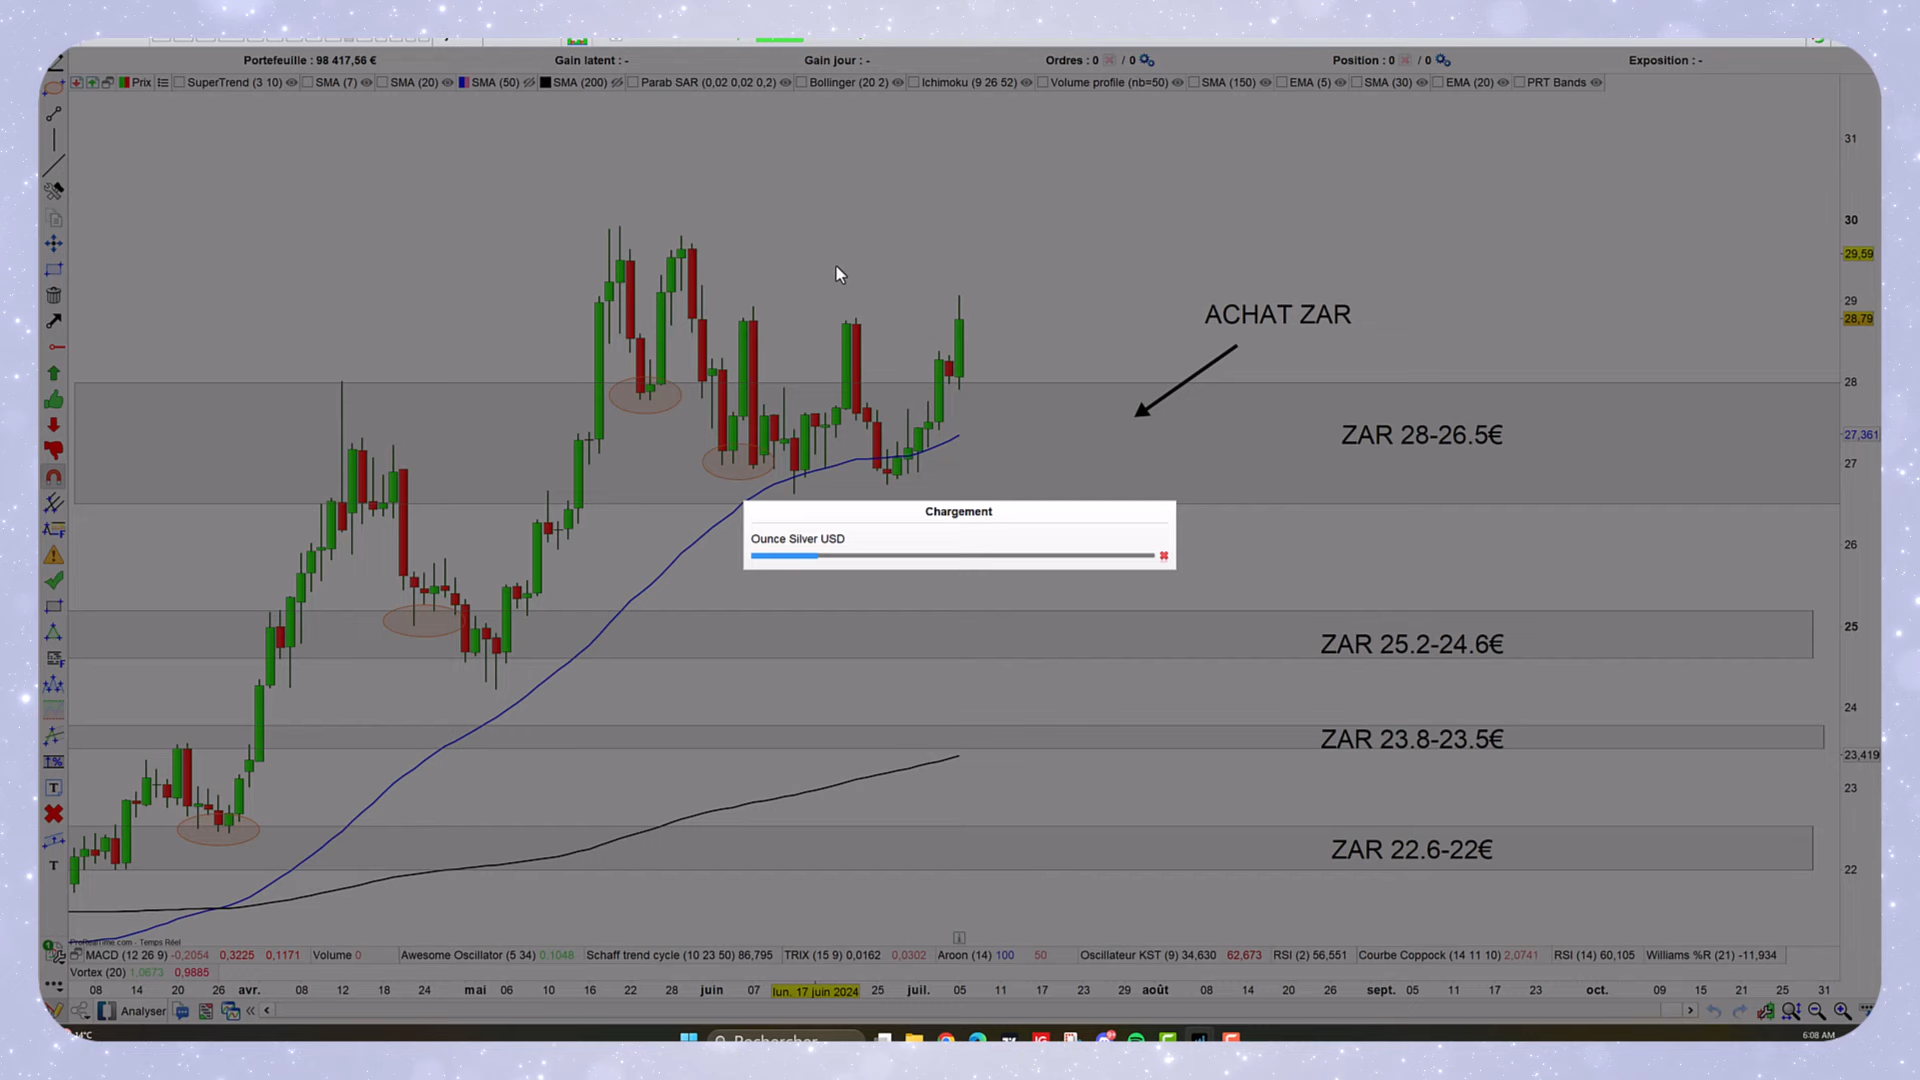 Portefeuille : 98 417,56 € Gain latent : - Gain jour : - Ordres : 0 / 0 Position : 0 / 0 Exposition : -
Prix SuperTrend (3 10) SMA (7) SMA (20) SMA (50) SMA (200) Parab SAR (0,02 0,02 0,2) Bollinger (20 2) Ichimoku (9 26 52) Volume profile (nb=50) SMA (150) EMA (5) SMA (30) EMA (20) PRT Bands
31
30
29,59
29
ACHAT ZAR
28,79
28
ZAR 28-26.5€
27,361
27
Chargement
Ounce Silver USD
26
25
ZAR 25.2-24.6€
24
ZAR 23.8-23.5€
23,419
23
ZAR 22.6-22€
22
ProRealTime.com - Temps Réel
MACD (12 26 9) -0,2054 0,3225 0,1171 Volume 0 Awesome Oscillator (5 34) 0,1048 Schaff trend cycle (10 23 50) 86,795 TRIX (15 9) 0,0162 0,0302 Aroon (14) 100 50 Oscillateur KST (9) 34,630 62,673 RSI (2) 56,551 Courbe Coppock (14 11 10) 2,0741 RSI (14) 60,105 Williams %R (21) -11,934
Vortex (20) 1,0673 0,9885
08 14 20 26 avr. 08 12 18 24 mai 10 16 22 28 juin 07 lun. 17 juin 2024 25 juil. 05 11 17 23 29 août 08 14 20 26 sept. 05 11 17 23 oct. 09 15 21 25 31
Analyser
Rechercher
6:08 AM